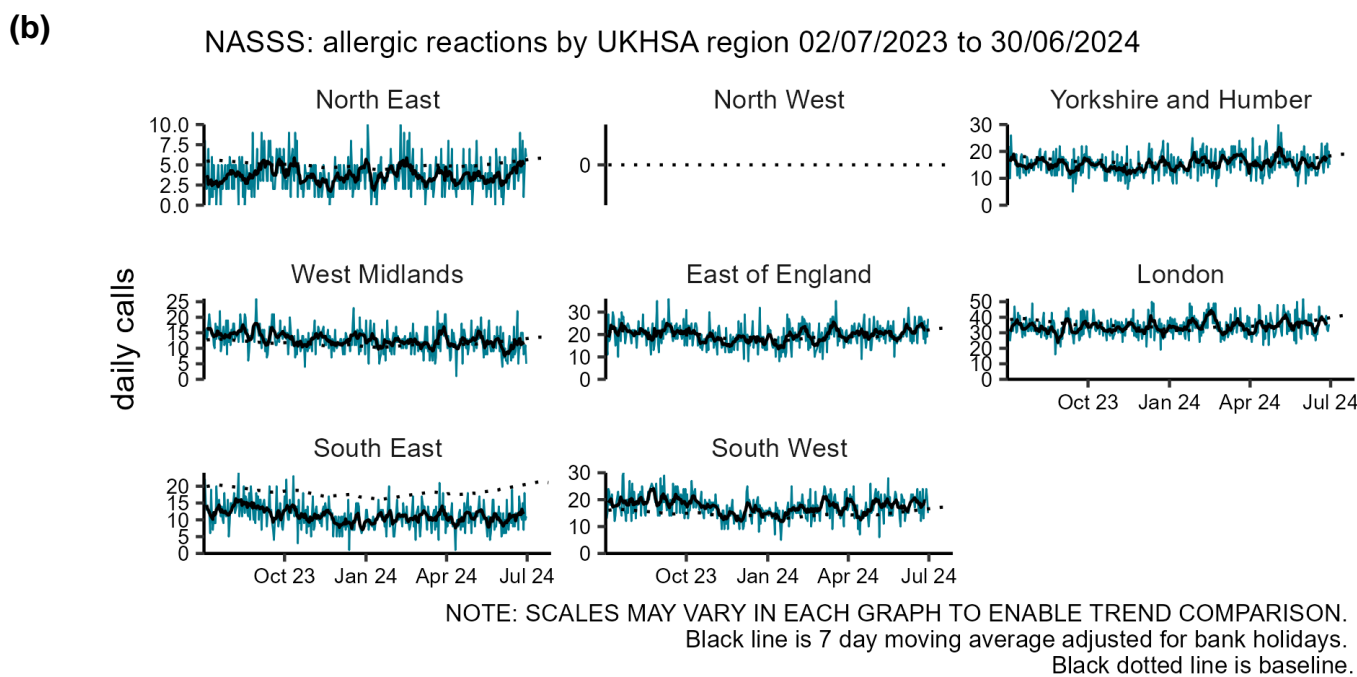 (b)
NASSS: allergic reactions by UKHSA region 02/07/2023 to 30/06/2024
daily calls
North East
10.0
7.5
5.0
2.5
0.0
North West
0
Yorkshire and Humber
30
20
10
0
West Midlands
25
20
15
10
5
0
East of England
30
20
10
0
London
50
40
30
20
10
0
Oct 23 Jan 24 Apr 24 Jul 24
South East
20
15
10
5
0
Oct 23 Jan 24 Apr 24 Jul 24
South West
30
20
10
0
Oct 23 Jan 24 Apr 24 Jul 24
NOTE: SCALES MAY VARY IN EACH GRAPH TO ENABLE TREND COMPARISON.
Black line is 7 day moving average adjusted for bank holidays.
Black dotted line is baseline.